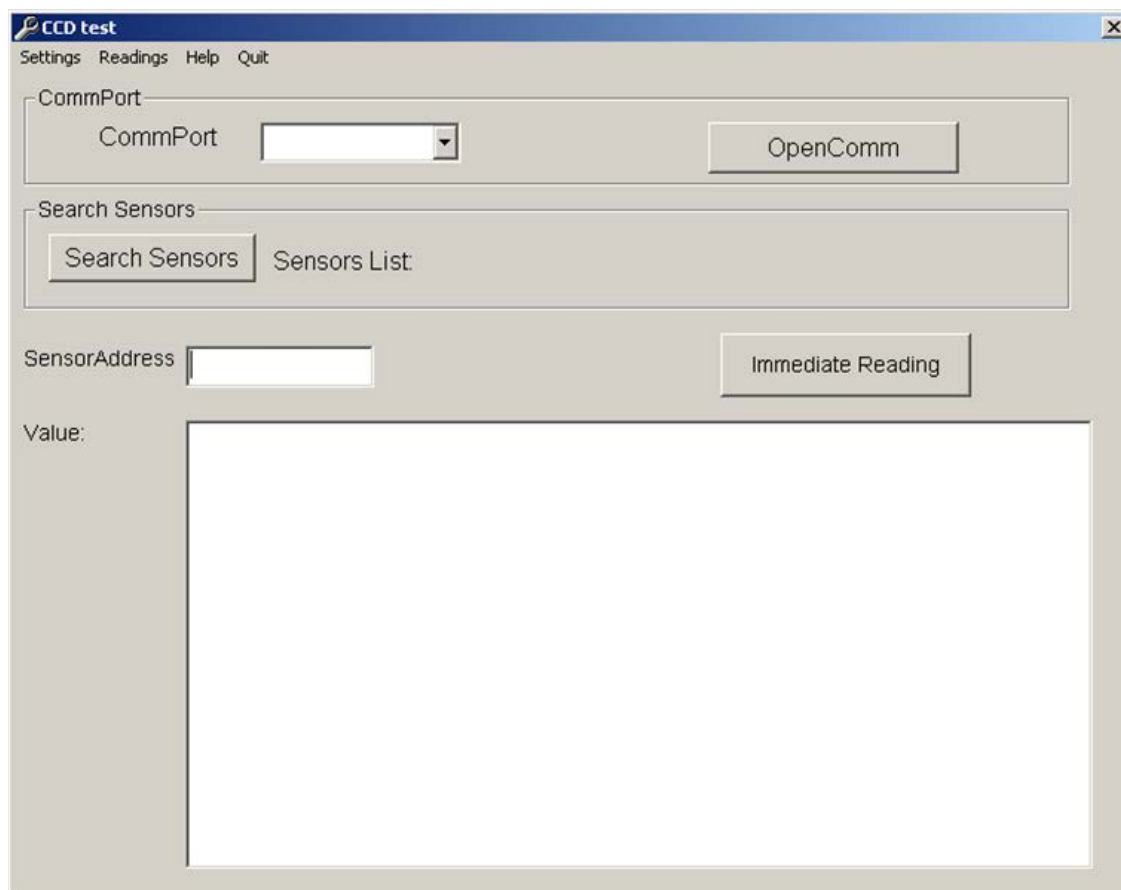 CCD test
Settings Readings Help Quit
CommPort
CommPort OpenComm
Search Sensors
Search Sensors Sensors List:
SensorAddress Immediate Reading
Value: